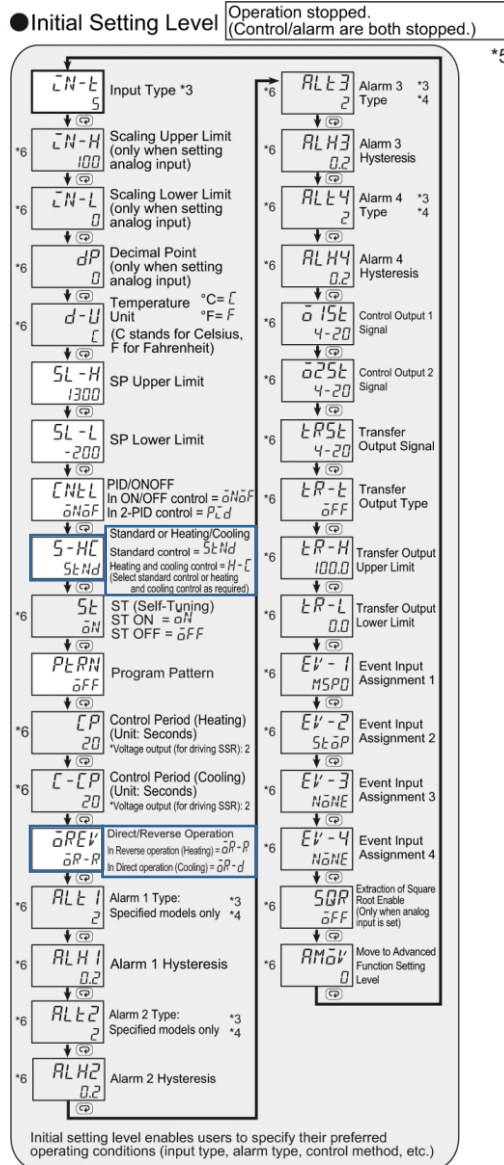 ●Initial Setting Level
Operation stopped.
(Control/alarm are both stopped.)
*5
iN-t
5
Input Type *3
*6
iN-H
100
Scaling Upper Limit
(only when setting
analog input)
*6
iN-L
0
Scaling Lower Limit
(only when setting
analog input)
*6
dP
0
Decimal Point
(only when setting
analog input)
*6
d-U
C
Temperature
Unit
°C= C
°F= F
(C stands for Celsius,
F for Fahrenheit)
SL-H
1300
SP Upper Limit
SL-L
-200
SP Lower Limit
CNtL
oNoF
PID/ONOFF
In ON/OFF control = oNoF
In 2-PID control = Pid
S-HC
StNd
Standard or Heating/Cooling
Standard control = StNd
Heating and cooling control = H-C
(Select standard control or heating
and cooling control as required)
*6
St
oN
ST (Self-Tuning)
ST ON = oN
ST OFF = oFF
PtRN
oFF
Program Pattern
*6
CP
20
Control Period (Heating)
(Unit: Seconds)
*Voltage output (for driving SSR): 2
*6
C-CP
20
Control Period (Cooling)
(Unit: Seconds)
*Voltage output (for driving SSR): 2
oREV
oR-R
Direct/Reverse Operation
In Reverse operation (Heating) = oR-R
In Direct operation (Cooling) = oR-d
*6
ALt1
2
Alarm 1 Type: *3
Specified models only *4
*6
ALH1
0.2
Alarm 1 Hysteresis
*6
ALt2
2
Alarm 2 Type: *3
Specified models only *4
*6
ALH2
0.2
Alarm 2 Hysteresis
*6
ALt3
2
Alarm 3 *3
Type *4
*6
ALH3
0.2
Alarm 3
Hysteresis
*6
ALt4
2
Alarm 4 *3
Type *4
*6
ALH4
0.2
Alarm 4
Hysteresis
*6
o1St
4-20
Control Output 1
Signal
*6
o2St
4-20
Control Output 2
Signal
*6
tRSt
4-20
Transfer
Output Signal
*6
tR-t
oFF
Transfer
Output Type
*6
tR-H
100.0
Transfer Output
Upper Limit
*6
tR-L
0.0
Transfer Output
Lower Limit
*6
EV-1
MSP0
Event Input
Assignment 1
*6
EV-2
StoP
Event Input
Assignment 2
*6
EV-3
NoNE
Event Input
Assignment 3
*6
EV-4
NoNE
Event Input
Assignment 4
*6
SQR
oFF
Extraction of Square
Root Enable
(Only when analog
input is set)
*6
AMoV
0
Move to Advanced
Function Setting
Level
Initial setting level enables users to specify their preferred
operating conditions (input type, alarm type, control method, etc.)